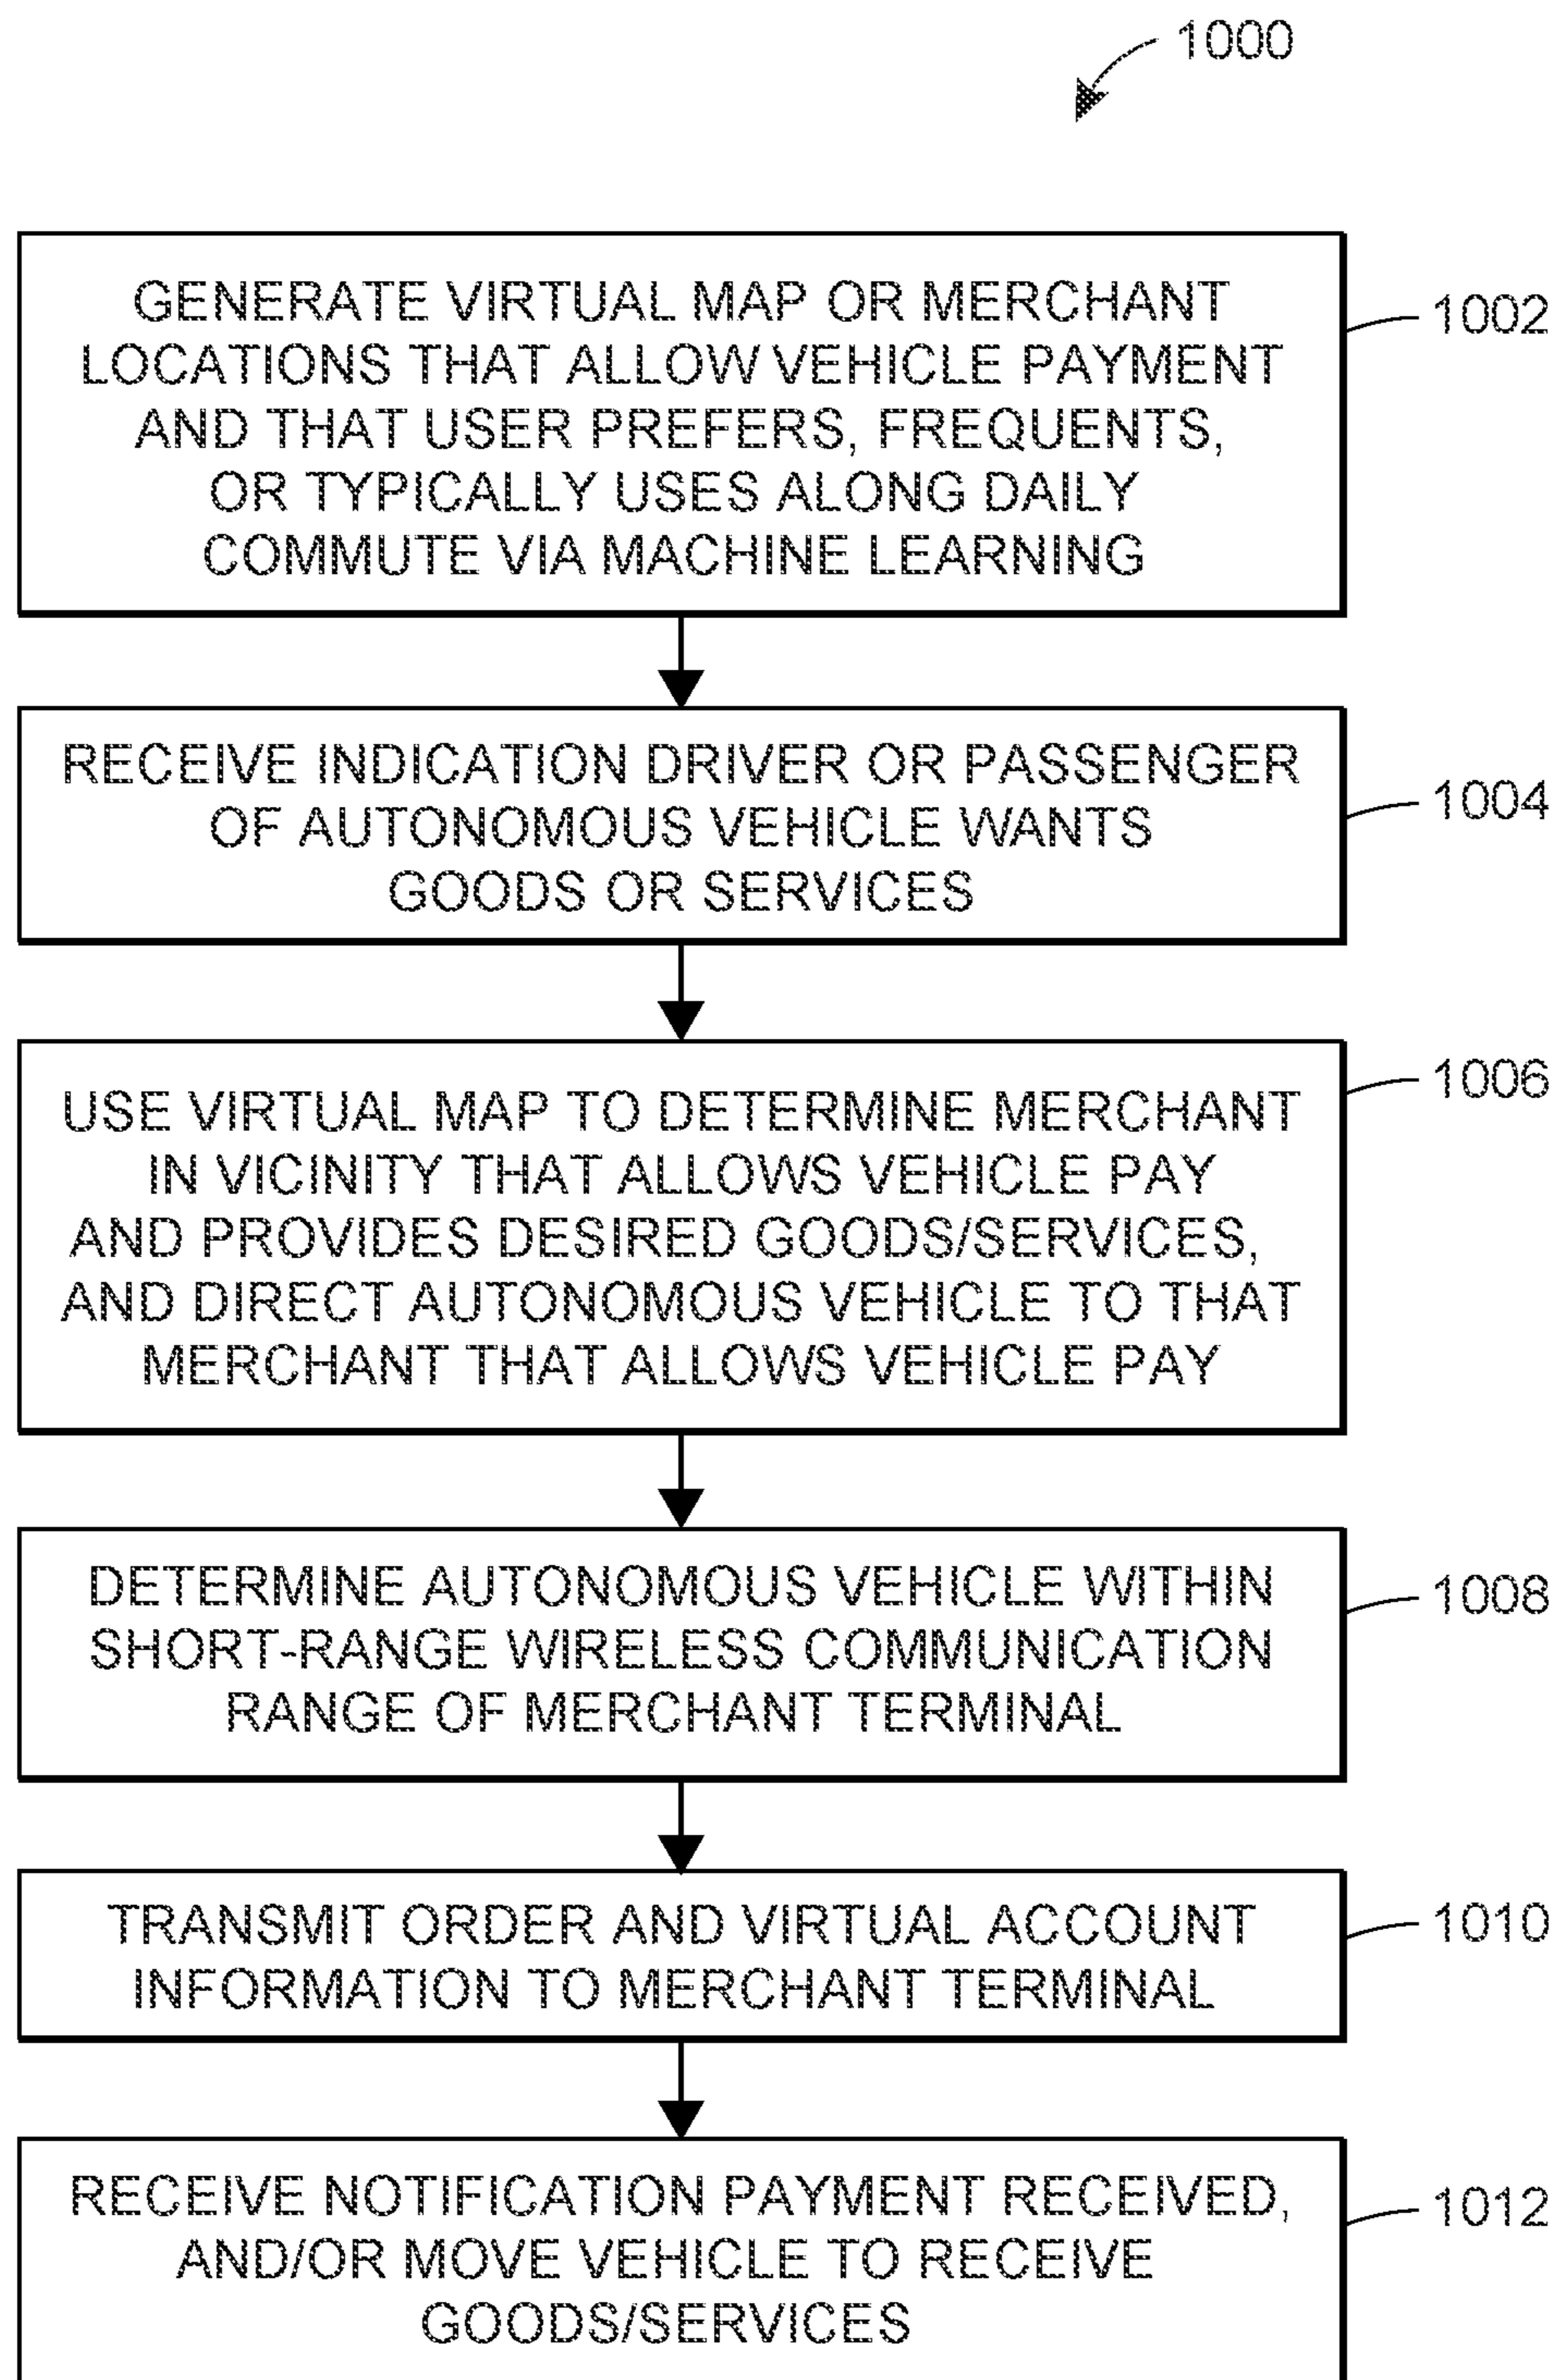 1000
GENERATE VIRTUAL MAP OR MERCHANT
LOCATIONS THAT ALLOW VEHICLE PAYMENT
AND THAT USER PREFERS, FREQUENTS,
OR TYPICALLY USES ALONG DAILY
COMMUTE VIA MACHINE LEARNING
1002
RECEIVE INDICATION DRIVER OR PASSENGER
OF AUTONOMOUS VEHICLE WANTS
GOODS OR SERVICES
1004
USE VIRTUAL MAP TO DETERMINE MERCHANT
IN VICINITY THAT ALLOWS VEHICLE PAY
AND PROVIDES DESIRED GOODS/SERVICES,
AND DIRECT AUTONOMOUS VEHICLE TO THAT
MERCHANT THAT ALLOWS VEHICLE PAY
1006
DETERMINE AUTONOMOUS VEHICLE WITHIN
SHORT-RANGE WIRELESS COMMUNICATION
RANGE OF MERCHANT TERMINAL
1008
TRANSMIT ORDER AND VIRTUAL ACCOUNT
INFORMATION TO MERCHANT TERMINAL
1010
RECEIVE NOTIFICATION PAYMENT RECEIVED,
AND/OR MOVE VEHICLE TO RECEIVE
GOODS/SERVICES
1012